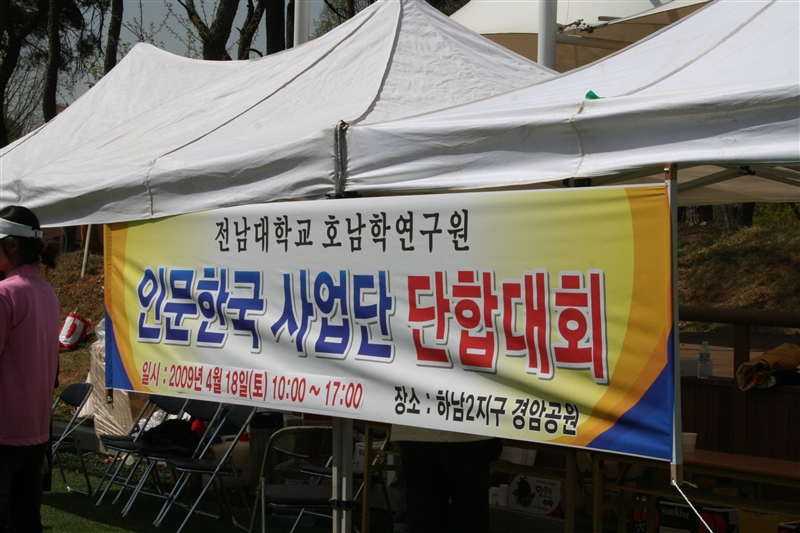 전남대학교 호남학연구원
인문한국 사업단 단합대회
일시 : 2009년 4월 18일(토) 10:00 ~ 17:00
장소 : 하남2지구 경암공원